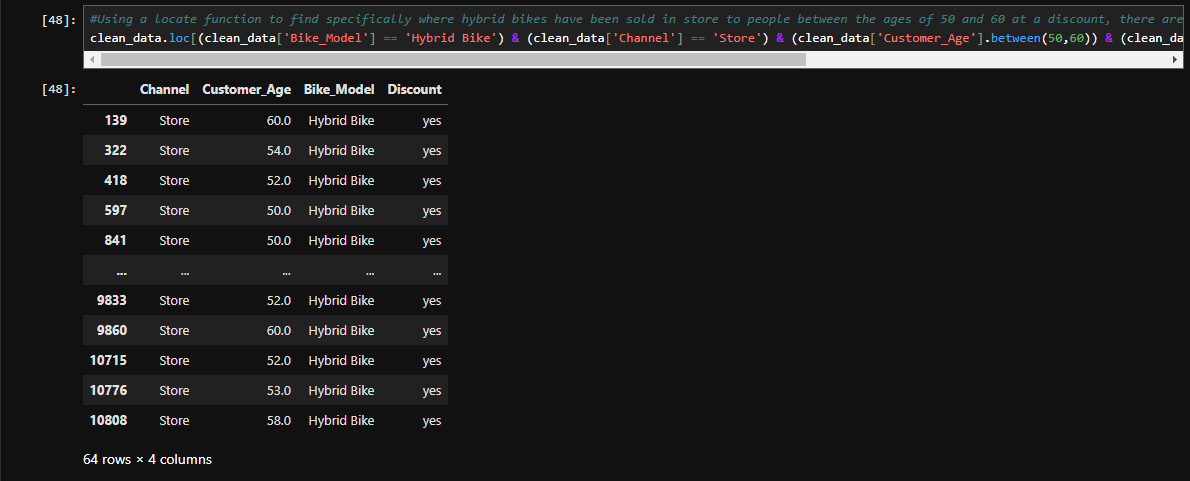 [48]: #Using a locate function to find specifically where hybrid bikes have been sold in store to people between the ages of 50 and 60 at a discount, there are
clean_data.loc[(clean_data['Bike_Model'] == 'Hybrid Bike') & (clean_data['Channel'] == 'Store') & (clean_data['Customer_Age'].between(50,60)) & (clean_da
[48]: Channel Customer_Age Bike_Model Discount
139 Store 60.0 Hybrid Bike yes
322 Store 54.0 Hybrid Bike yes
418 Store 52.0 Hybrid Bike yes
597 Store 50.0 Hybrid Bike yes
841 Store 50.0 Hybrid Bike yes
... ... ... ... ...
9833 Store 52.0 Hybrid Bike yes
9860 Store 60.0 Hybrid Bike yes
10715 Store 52.0 Hybrid Bike yes
10776 Store 53.0 Hybrid Bike yes
10808 Store 58.0 Hybrid Bike yes
64 rows × 4 columns